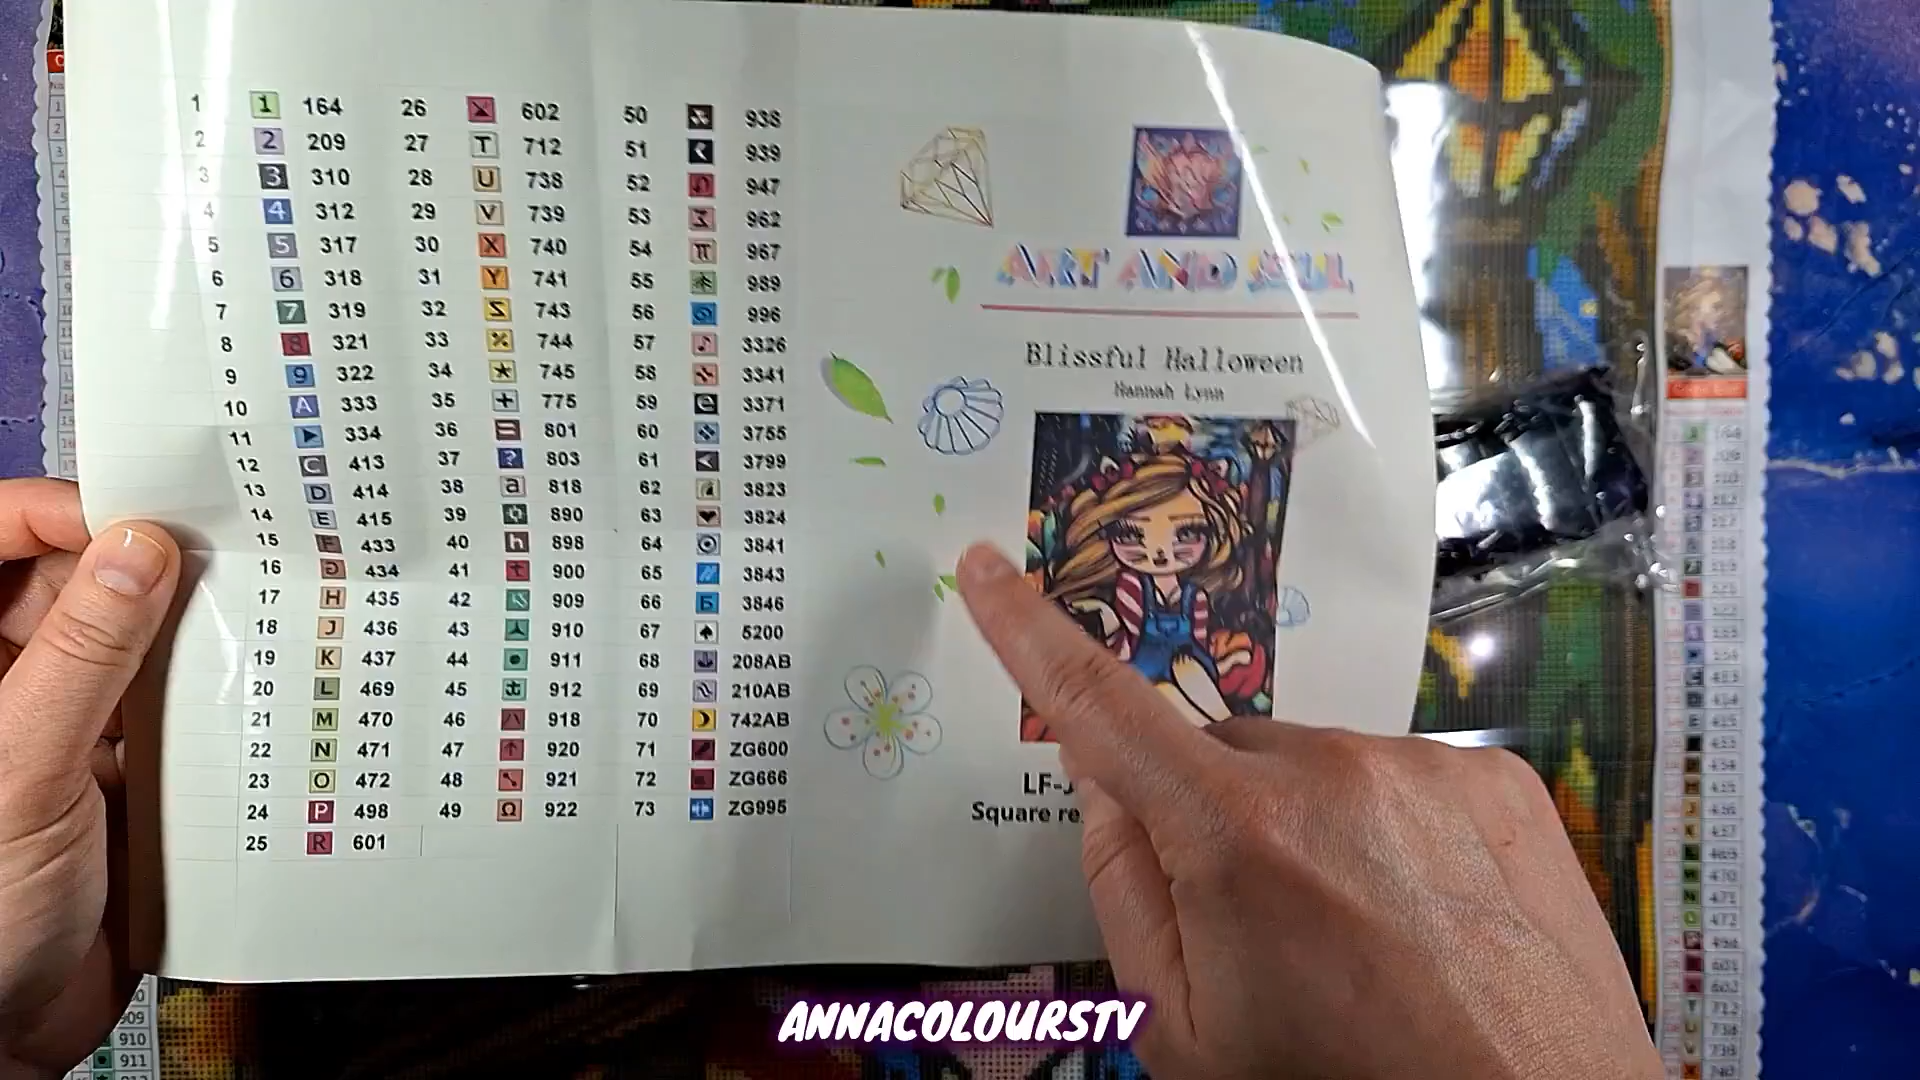 1 1 164 26 602 50 938
2 2 209 27 T 712 51 939
3 3 310 28 U 738 52 947
4 4 312 29 V 739 53 962
5 5 317 30 X 740 54 967
6 6 318 31 Y 741 55 989
7 7 319 32 743 56 996
8 8 321 33 % 744 57 3326
9 9 322 34 ★ 745 58 3341
10 A 333 35 + 775 59 e 3371
11 334 36 = 801 60 3755
12 C 413 37 ? 803 61 3799
13 D 414 38 a 818 62 3823
14 E 415 39 890 63 ♥ 3824
15 F 433 40 h 898 64 3841
16 434 41 900 65 3843
17 H 435 42 909 66 3846
18 J 436 43 910 67 ♠ 5200
19 K 437 44 911 68 208AB
20 L 469 45 912 69 210AB
21 M 470 46 918 70 742AB
22 N 471 47 920 71 ZG600
23 O 472 48 921 72 ZG666
24 P 498 49 Ω 922 73 ZG995
25 R 601
ART AND
Blissful Halloween
Hannah Lynn
LF-
Square
909
910
911
ANNACOLOURSTV